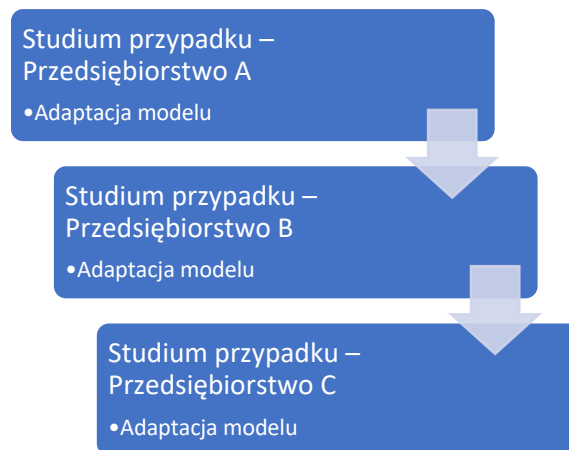 Studium przypadku –
Przedsiębiorstwo A
•Adaptacja modelu
Studium przypadku –
Przedsiębiorstwo B
•Adaptacja modelu
Studium przypadku –
Przedsiębiorstwo C
•Adaptacja modelu